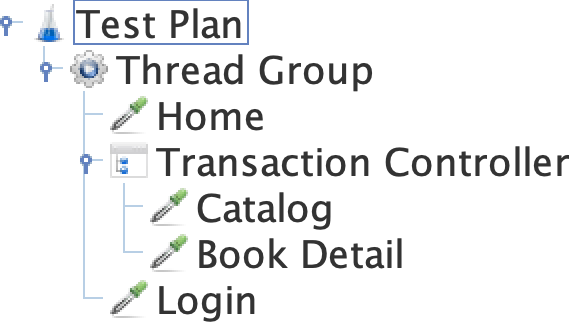 Test Plan
Thread Group
Home
Transaction Controller
Catalog
Book Detail
Login